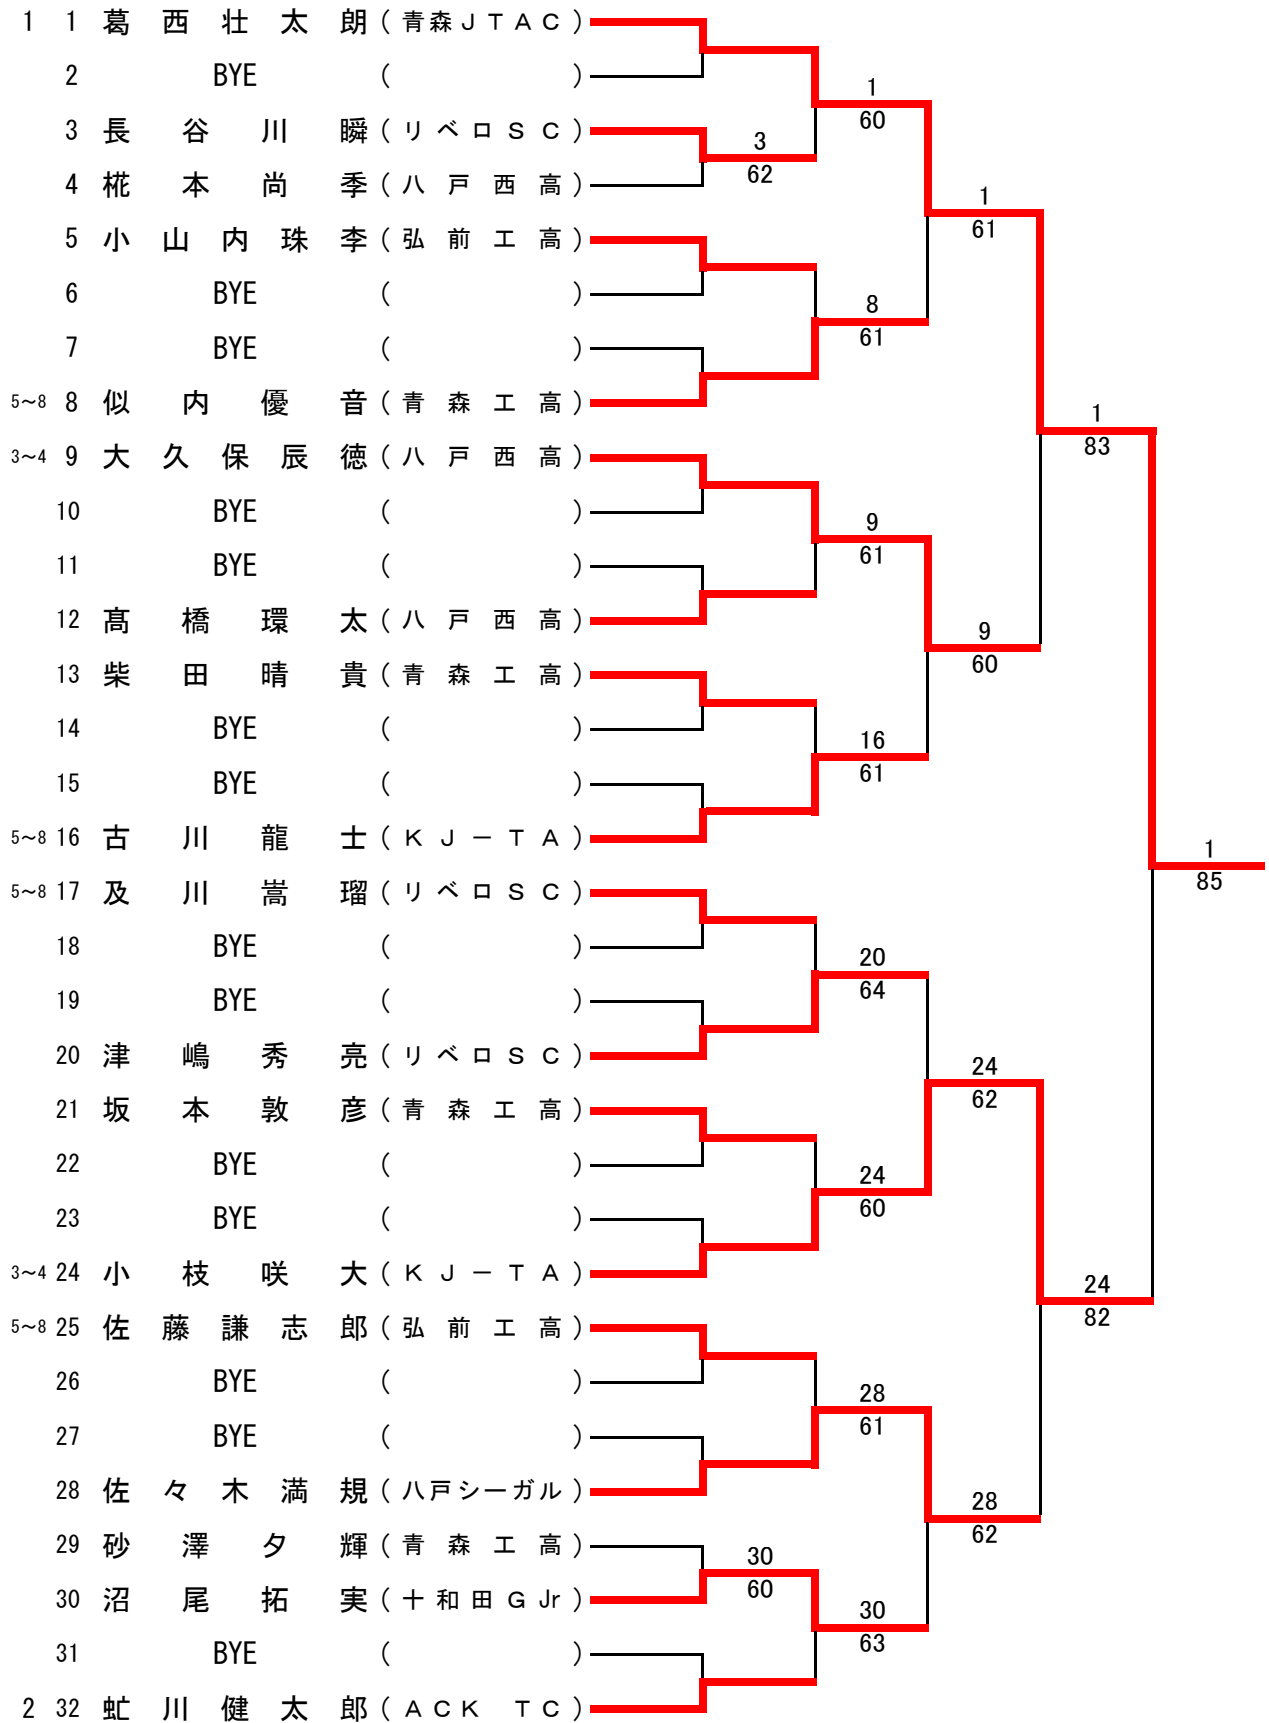 1 1 葛西壮太朗 (青森JTAC)
2 BYE ( )
1
60
3 長谷川瞬 (リベロSC)
3
62
4 椛本尚季 (八戸西高)
1
61
5 小山内珠李 (弘前工高)
6 BYE ( )
8
61
7 BYE ( )
5~8 8 似内優音 (青森工高)
1
83
3~4 9 大久保辰徳 (八戸西高)
10 BYE ( )
9
61
11 BYE ( )
12 髙橋環太 (八戸西高)
9
60
13 柴田晴貴 (青森工高)
14 BYE ( )
16
61
15 BYE ( )
5~8 16 古川龍士 (KJ-TA)
1
85
5~8 17 及川嵩瑠 (リベロSC)
18 BYE ( )
20
64
19 BYE ( )
20 津嶋秀亮 (リベロSC)
24
62
21 坂本敦彦 (青森工高)
22 BYE ( )
24
60
23 BYE ( )
3~4 24 小枝咲大 (KJ-TA)
24
82
5~8 25 佐藤謙志郎 (弘前工高)
26 BYE ( )
28
61
27 BYE ( )
28 佐々木満規 (八戸シーガル)
28
62
29 砂澤夕輝 (青森工高)
30
60
30 沼尾拓実 (十和田GJr)
30
63
31 BYE ( )
2 32 虻川健太郎 (ACK TC)